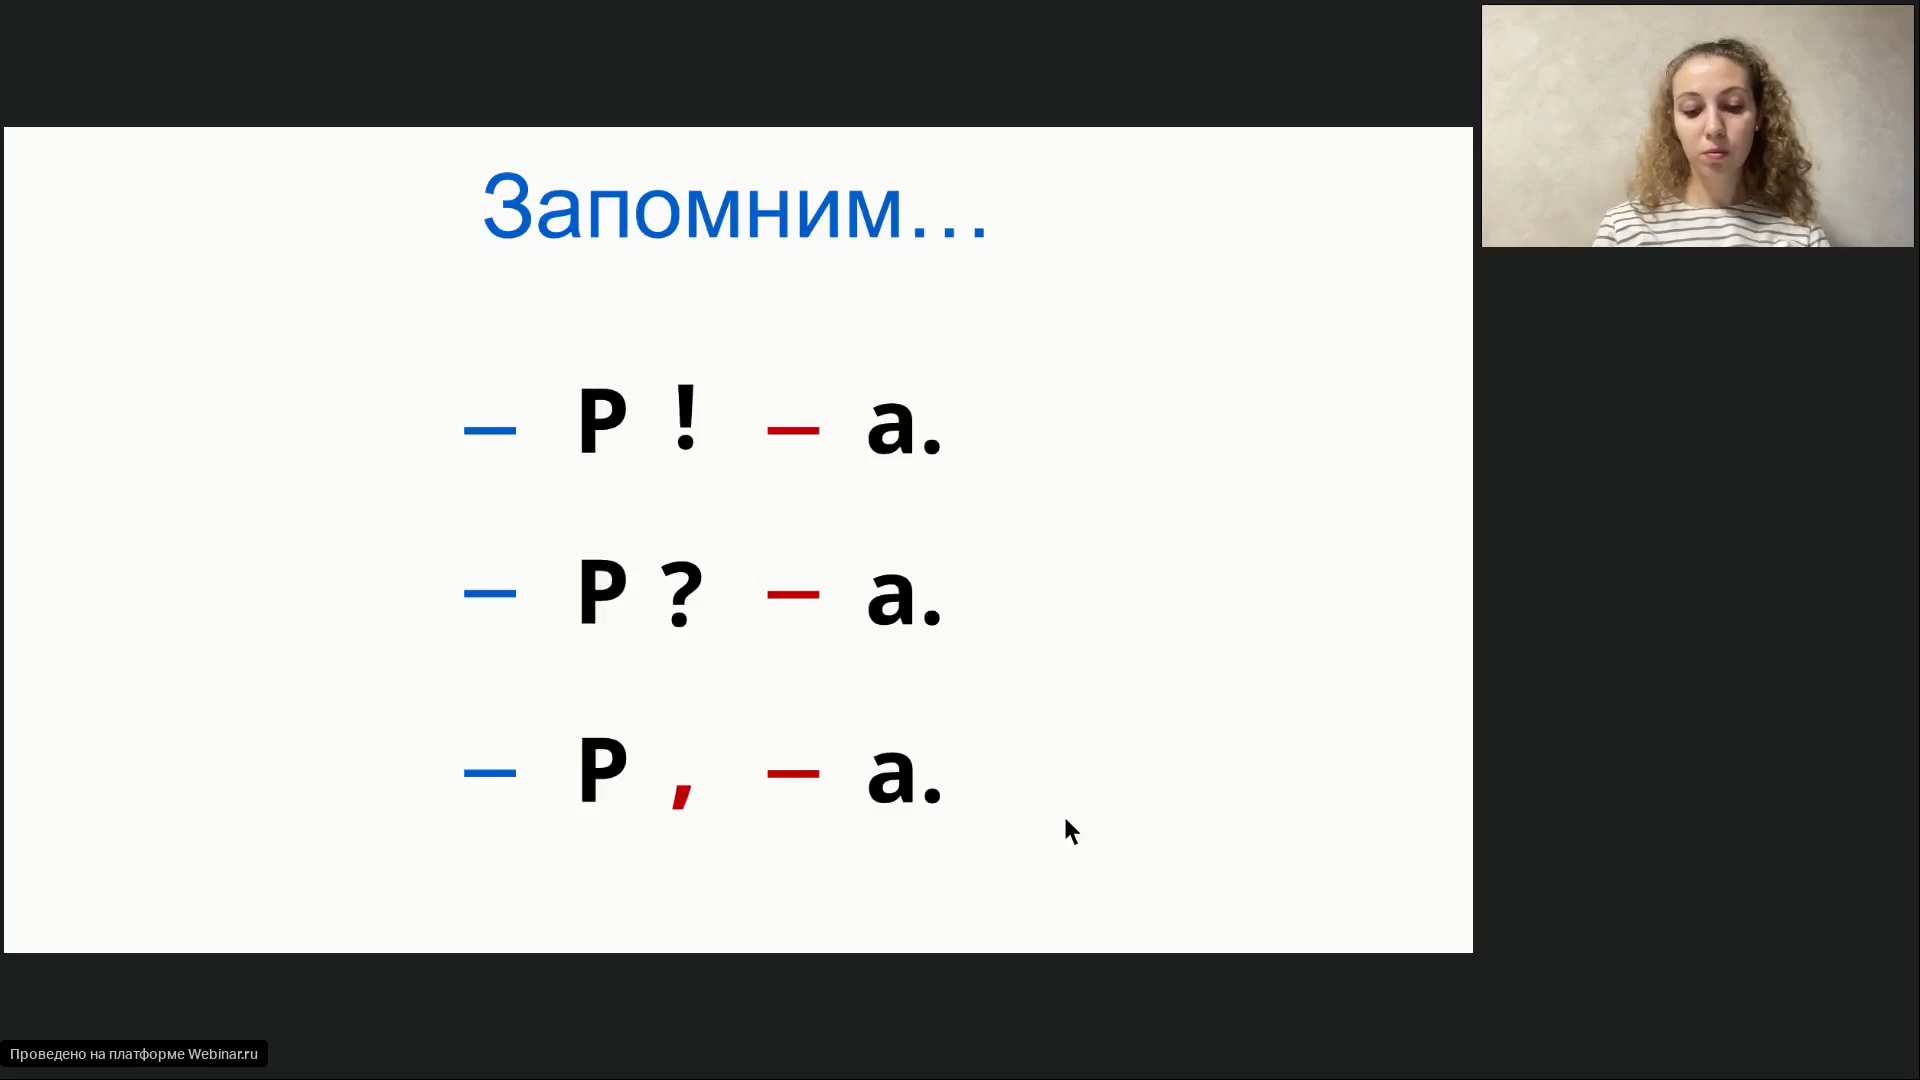 Запомним...
– Р ! – а.
– Р ? – а.
– Р , – а.
Проведено на платформе Webinar.ru